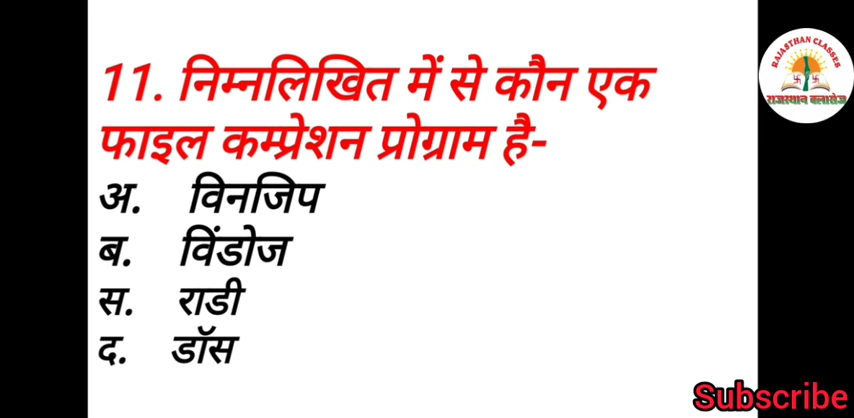 11. निम्नलिखित में से कौन एक
फाइल कम्प्रेशन प्रोग्राम है-
अ. विनजिप
ब. विंडोज
स. राडी
द. डॉस
RAJASTHAN CLASSES
राजस्थान क्लासेज
Subscribe